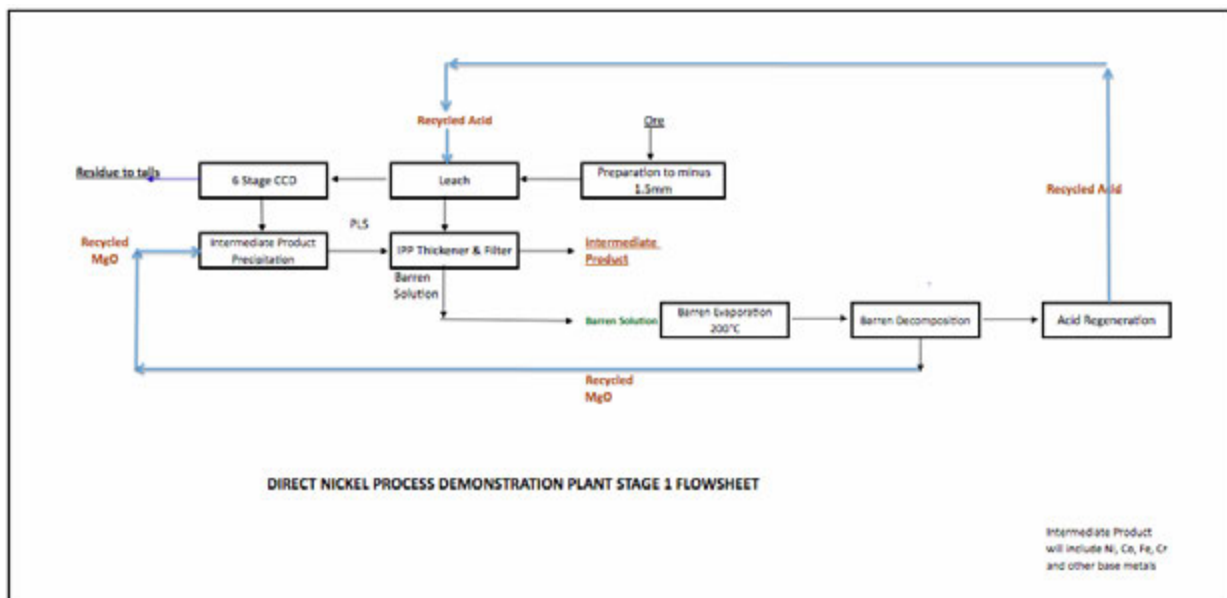 Recycled Acid
Ore
Residue to tails
6 Stage CCD
Leach
Preparation to minus
1.5mm
Recycled Acid
PLS
Recycled
MgO
Intermediate Product
Precipitation
IPP Thickener & Filter
Intermediate
Product
Barren
Solution
Barren Solution
Barren Evaporation
200°C
Barren Decomposition
Acid Regeneration
Recycled
MgO
DIRECT NICKEL PROCESS DEMONSTRATION PLANT STAGE 1 FLOWSHEET
Intermediate Product
will include Ni, Co, Fe, Cr
and other base metals